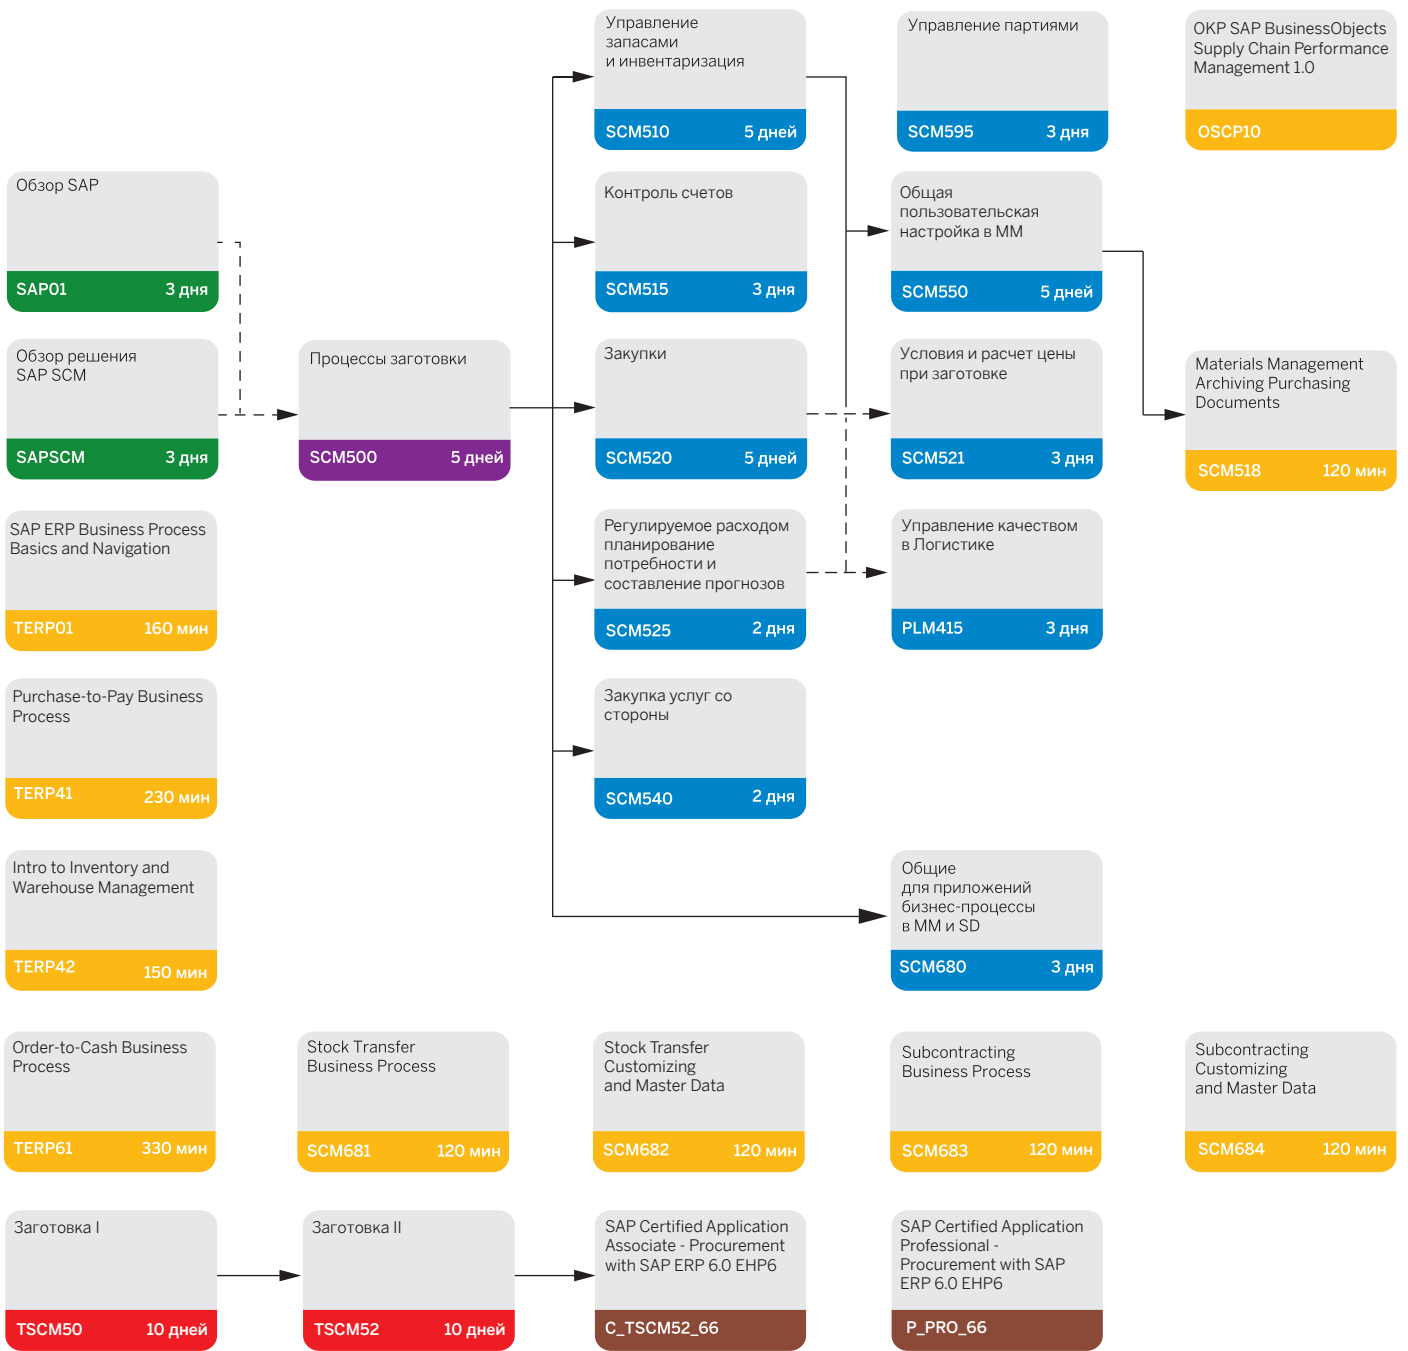 Управление
запасами
и инвентаризация
SCM510 5 дней
Управление партиями
SCM595 3 дня
OKP SAP BusinessObjects
Supply Chain Performance
Management 1.0
OSCP10
Обзор SAP
SAP01 3 дня
Контроль счетов
SCM515 3 дня
Общая
пользовательская
настройка в ММ
SCM550 5 дней
Обзор решения
SAP SCM
SAPSCM 3 дня
Процессы заготовки
SCM500 5 дней
Закупки
SCM520 5 дней
Условия и расчет цены
при заготовке
SCM521 3 дня
Materials Management
Archiving Purchasing
Documents
SCM518 120 мин
SAP ERP Business Process
Basics and Navigation
TERP01 160 мин
Регулируемое расходом
планирование
потребности и
составление прогнозов
SCM525 2 дня
Управление качеством
в Логистике
PLM415 3 дня
Purchase-to-Pay Business
Process
TERP41 230 мин
Закупка услуг со
стороны
SCM540 2 дня
Intro to Inventory and
Warehouse Management
TERP42 150 мин
Общие
для приложений
бизнес-процессы
в ММ и SD
SCM680 3 дня
Order-to-Cash Business
Process
TERP61 330 мин
Stock Transfer
Business Process
SCM681 120 мин
Stock Transfer
Customizing
and Master Data
SCM682 120 мин
Subcontracting
Business Process
SCM683 120 мин
Subcontracting
Customizing
and Master Data
SCM684 120 мин
Заготовка I
TSCM50 10 дней
Заготовка II
TSCM52 10 дней
SAP Certified Application
Associate - Procurement
with SAP ERP 6.0 EHP6
C_TSCM52_66
SAP Certified Application
Professional -
Procurement with SAP
ERP 6.0 EHP6
P_PRO_66